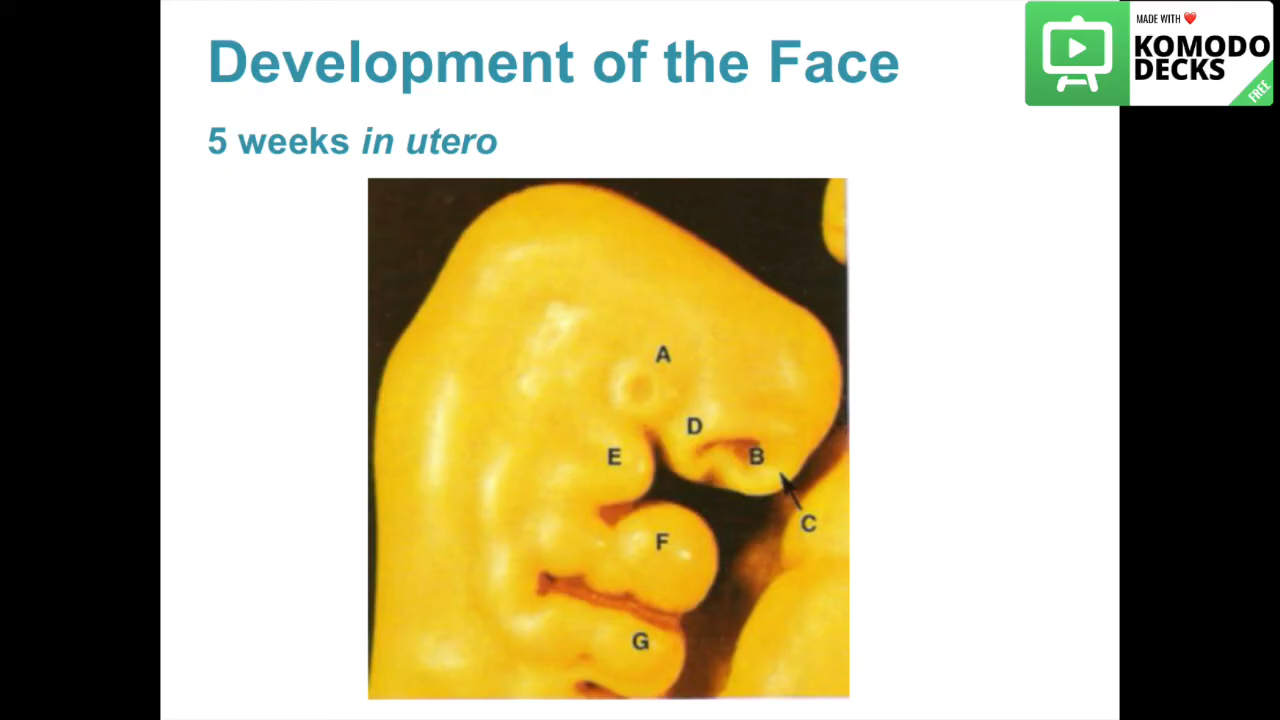 Development of the Face
MADE WITH ❤️
KOMODO
DECKS
FREE
5 weeks in utero
A
D
E
B
C
F
G